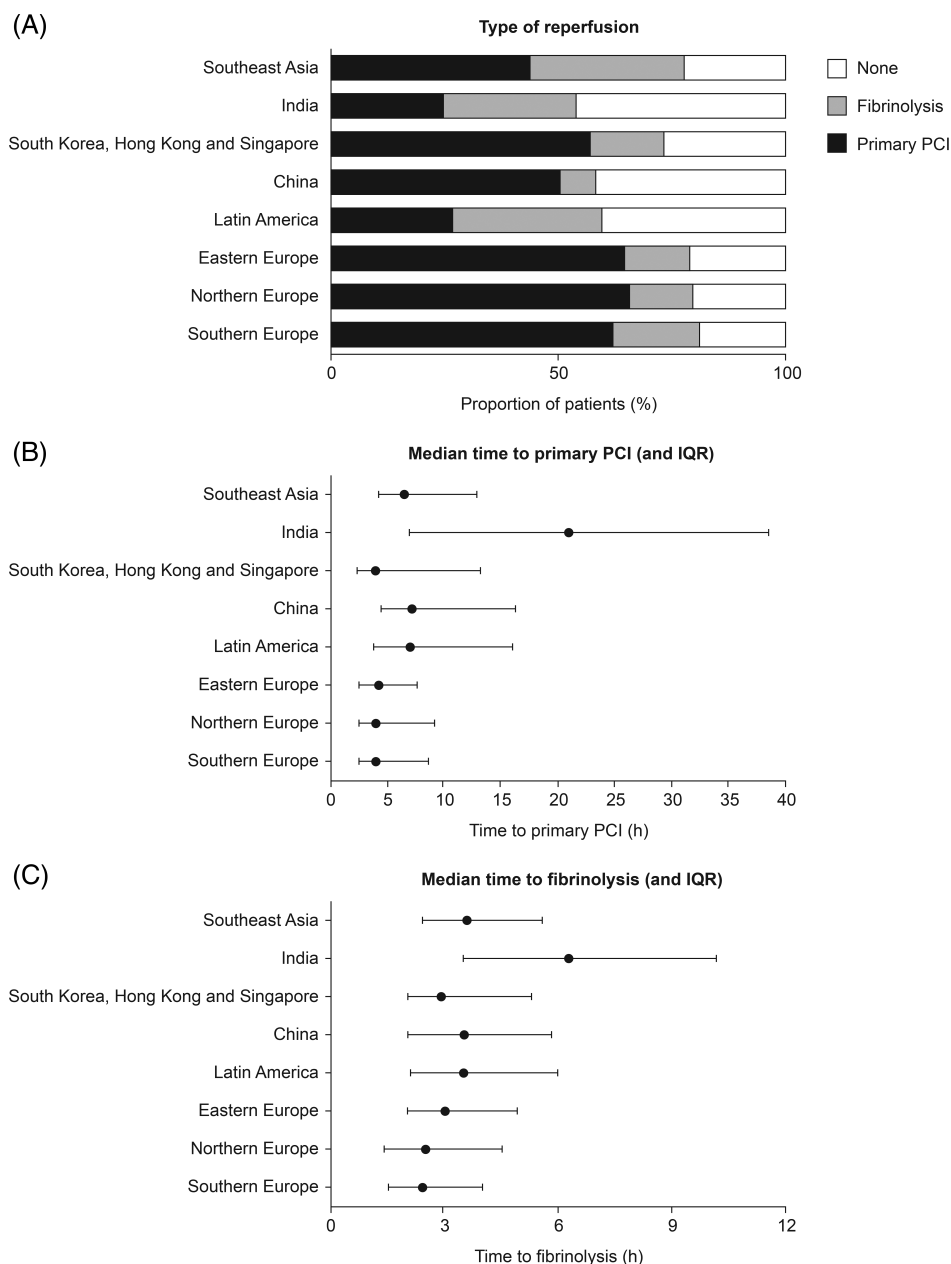 (A)
Type of reperfusion
Southeast Asia
India
South Korea, Hong Kong and Singapore
China
Latin America
Eastern Europe
Northern Europe
Southern Europe
None
Fibrinolysis
Primary PCI
0 50 100
Proportion of patients (%)
(B)
Median time to primary PCI (and IQR)
Southeast Asia
India
South Korea, Hong Kong and Singapore
China
Latin America
Eastern Europe
Northern Europe
Southern Europe
0 5 10 15 20 25 30 35 40
Time to primary PCI (h)
(C)
Median time to fibrinolysis (and IQR)
Southeast Asia
India
South Korea, Hong Kong and Singapore
China
Latin America
Eastern Europe
Northern Europe
Southern Europe
0 3 6 9 12
Time to fibrinolysis (h)